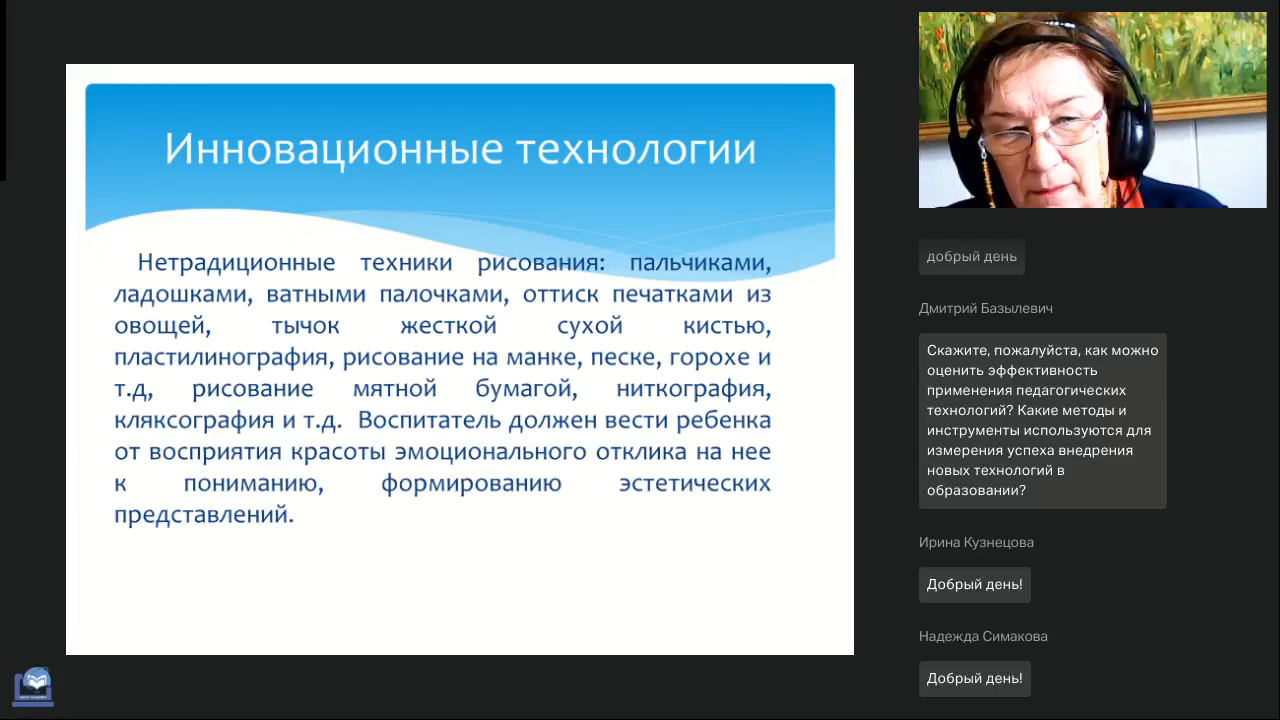 Инновационные технологии
Нетрадиционные техники рисования: пальчиками,
ладошками, ватными палочками, оттиск печатками из
овощей, тычок жесткой сухой кистью,
пластилинография, рисование на манке, песке, горохе и
т.д, рисование мятной бумагой, ниткография,
кляксография и т.д. Воспитатель должен вести ребенка
от восприятия красоты эмоционального отклика на нее
к пониманию, формированию эстетических
представлений.
добрый день
Дмитрий Базылевич
Скажите, пожалуйста, как можно
оценить эффективность
применения педагогических
технологий? Какие методы и
инструменты используются для
измерения успеха внедрения
новых технологий в
образовании?
Ирина Кузнецова
Добрый день!
Надежда Симакова
Добрый день!